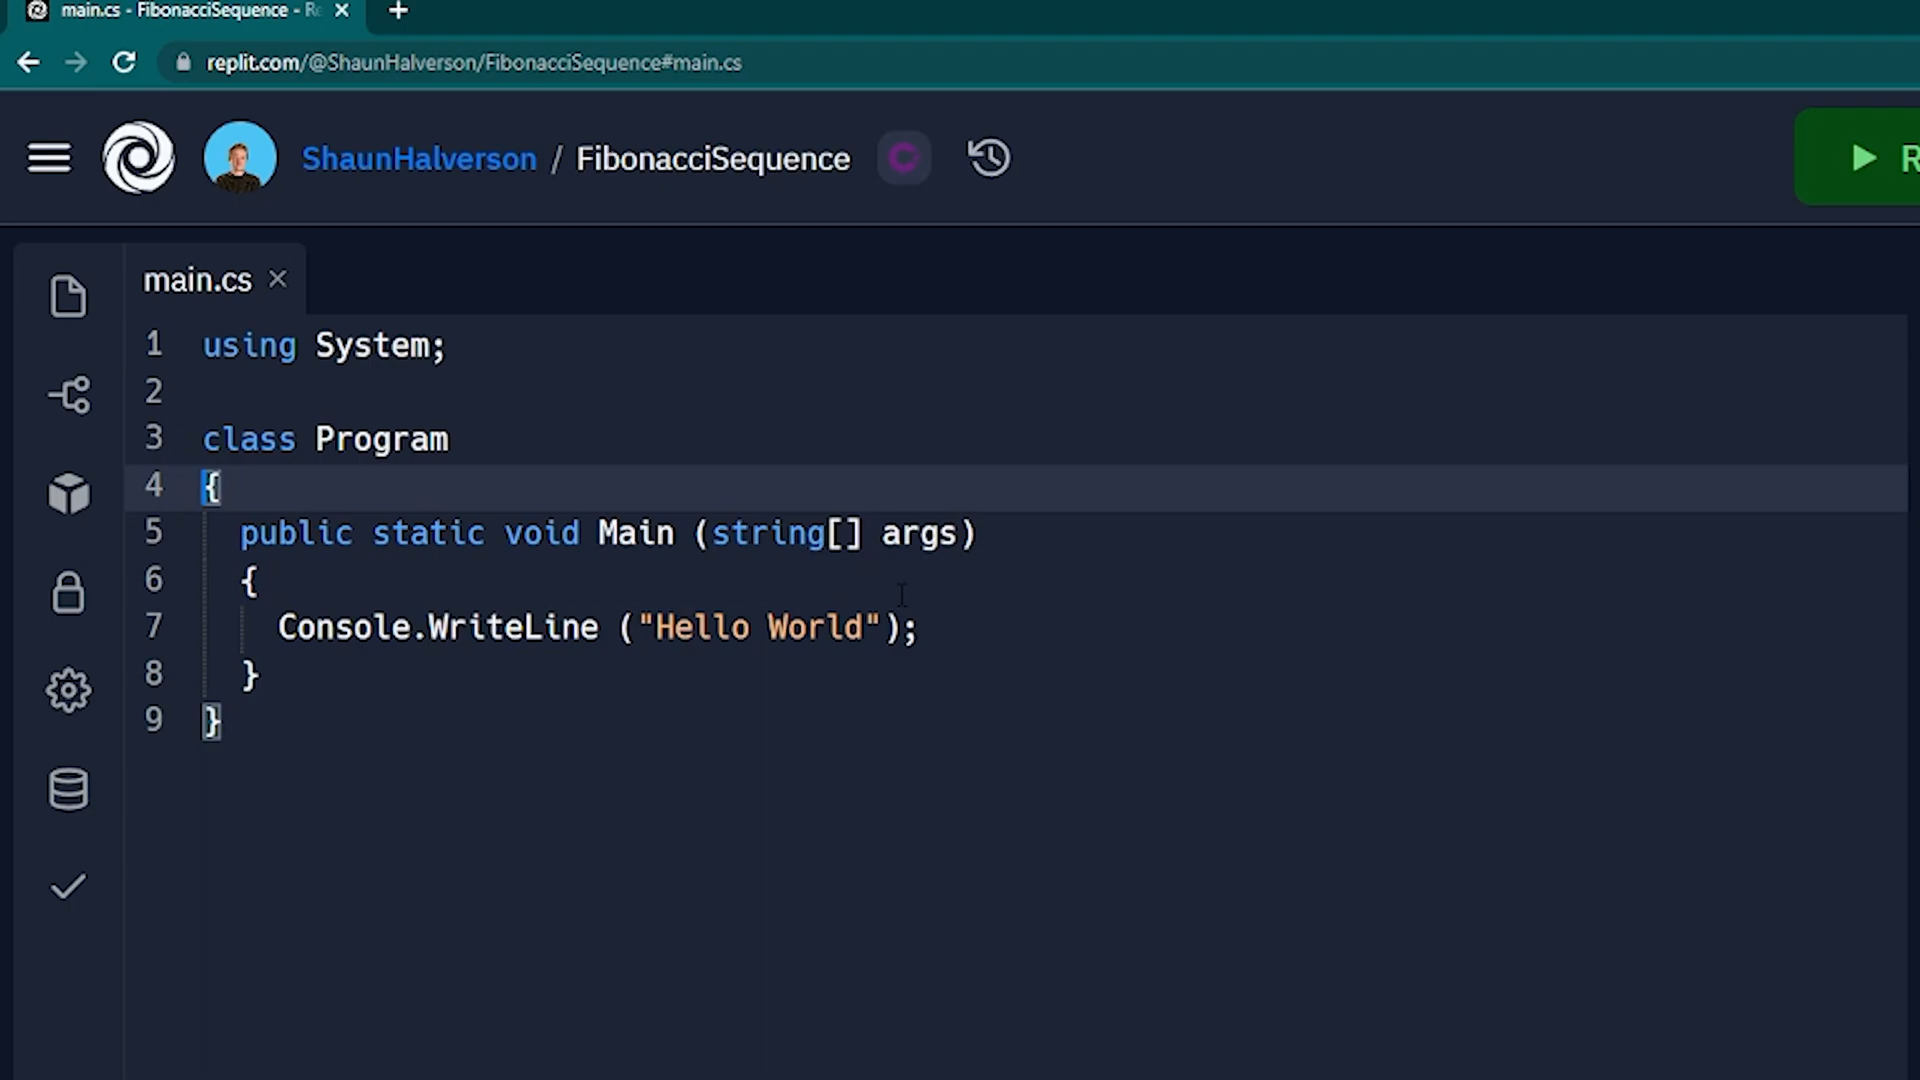 main.cs - FibonacciSequence - Re
replit.com/@ShaunHalverson/FibonacciSequence#main.cs
ShaunHalverson / FibonacciSequence
R
main.cs
1 using System;
2
3 class Program
4 {
5 public static void Main (string[] args)
6 {
7 Console.WriteLine ("Hello World");
8 }
9 }